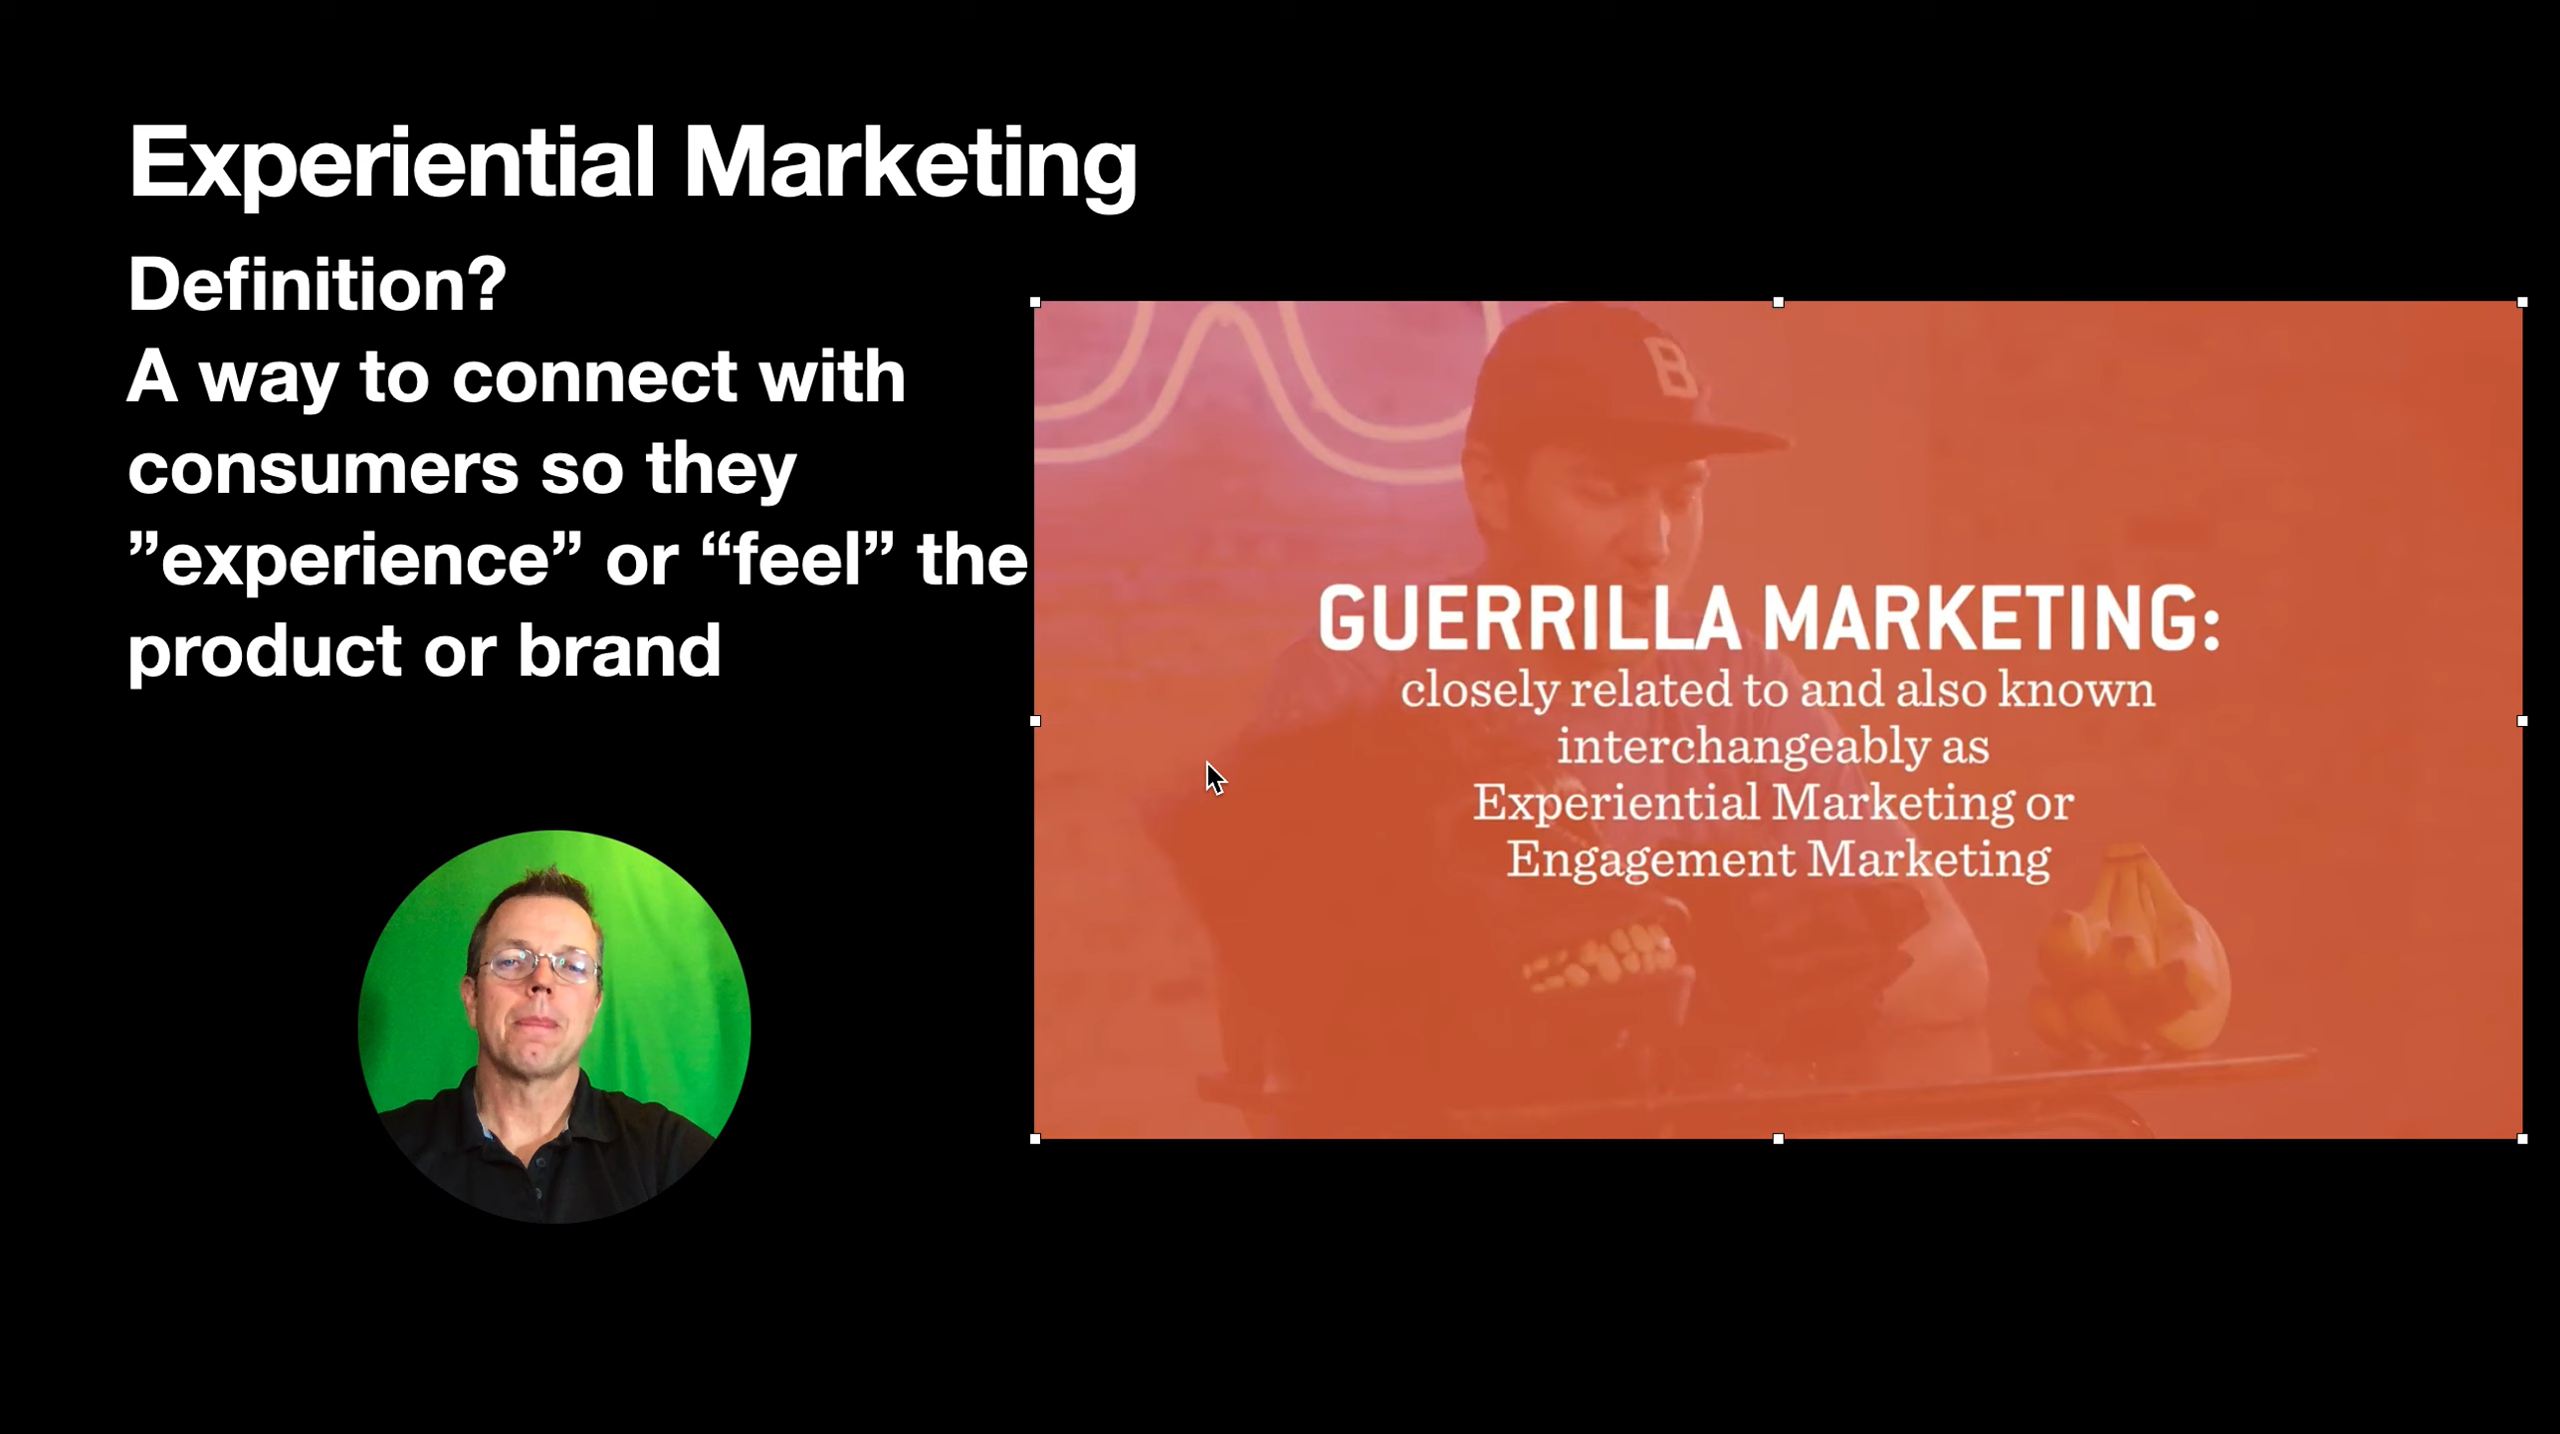 Experiential Marketing
Definition?
A way to connect with
consumers so they
”experience” or “feel” the
product or brand
B
GUERRILLA MARKETING:
closely related to and also known
interchangeably as
Experiential Marketing or
Engagement Marketing